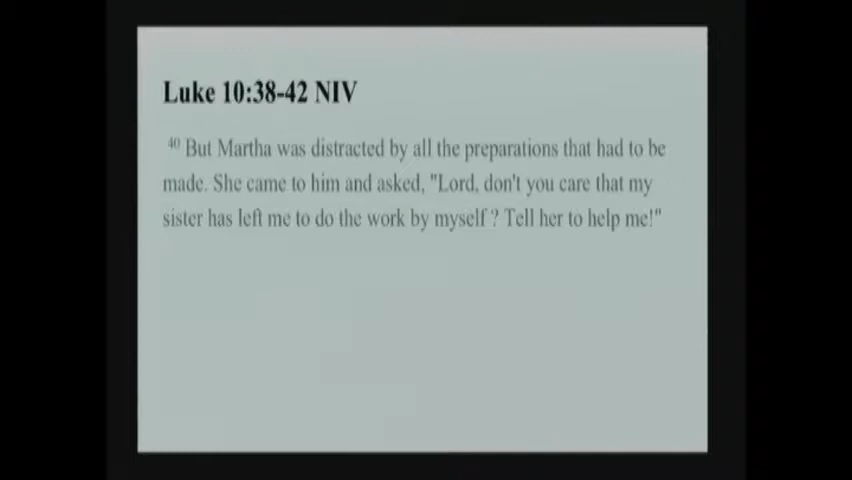 Luke 10:38-42 NIV
40 But Martha was distracted by all the preparations that had to be
made. She came to him and asked, "Lord, don't you care that my
sister has left me to do the work by myself ? Tell her to help me!"